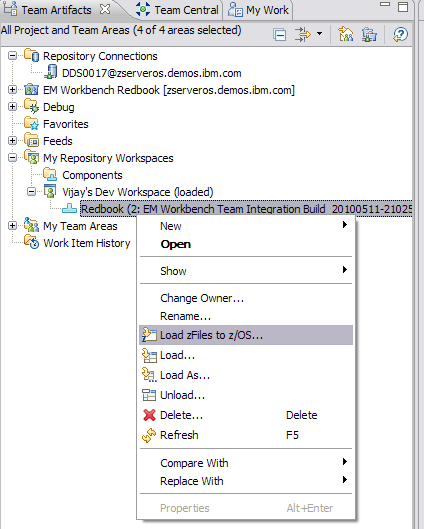 Team Artifacts
Team Central
My Work
All Project and Team Areas (4 of 4 areas selected)
Repository Connections
DDS0017@zserveros.demos.ibm.com
EM Workbench Redbook [zserveros.demos.ibm.com]
Debug
Favorites
Feeds
My Repository Workspaces
Components
Vijay's Dev Workspace (loaded)
Redbook (2: EM Workbench Team Integration Build 20100511-21025
My Team Areas
Work Item History
New
Open
Show
Change Owner...
Rename...
Load zFiles to z/OS...
Load...
Load As...
Unload...
Delete... Delete
Refresh F5
Compare With
Replace With
Properties Alt+Enter